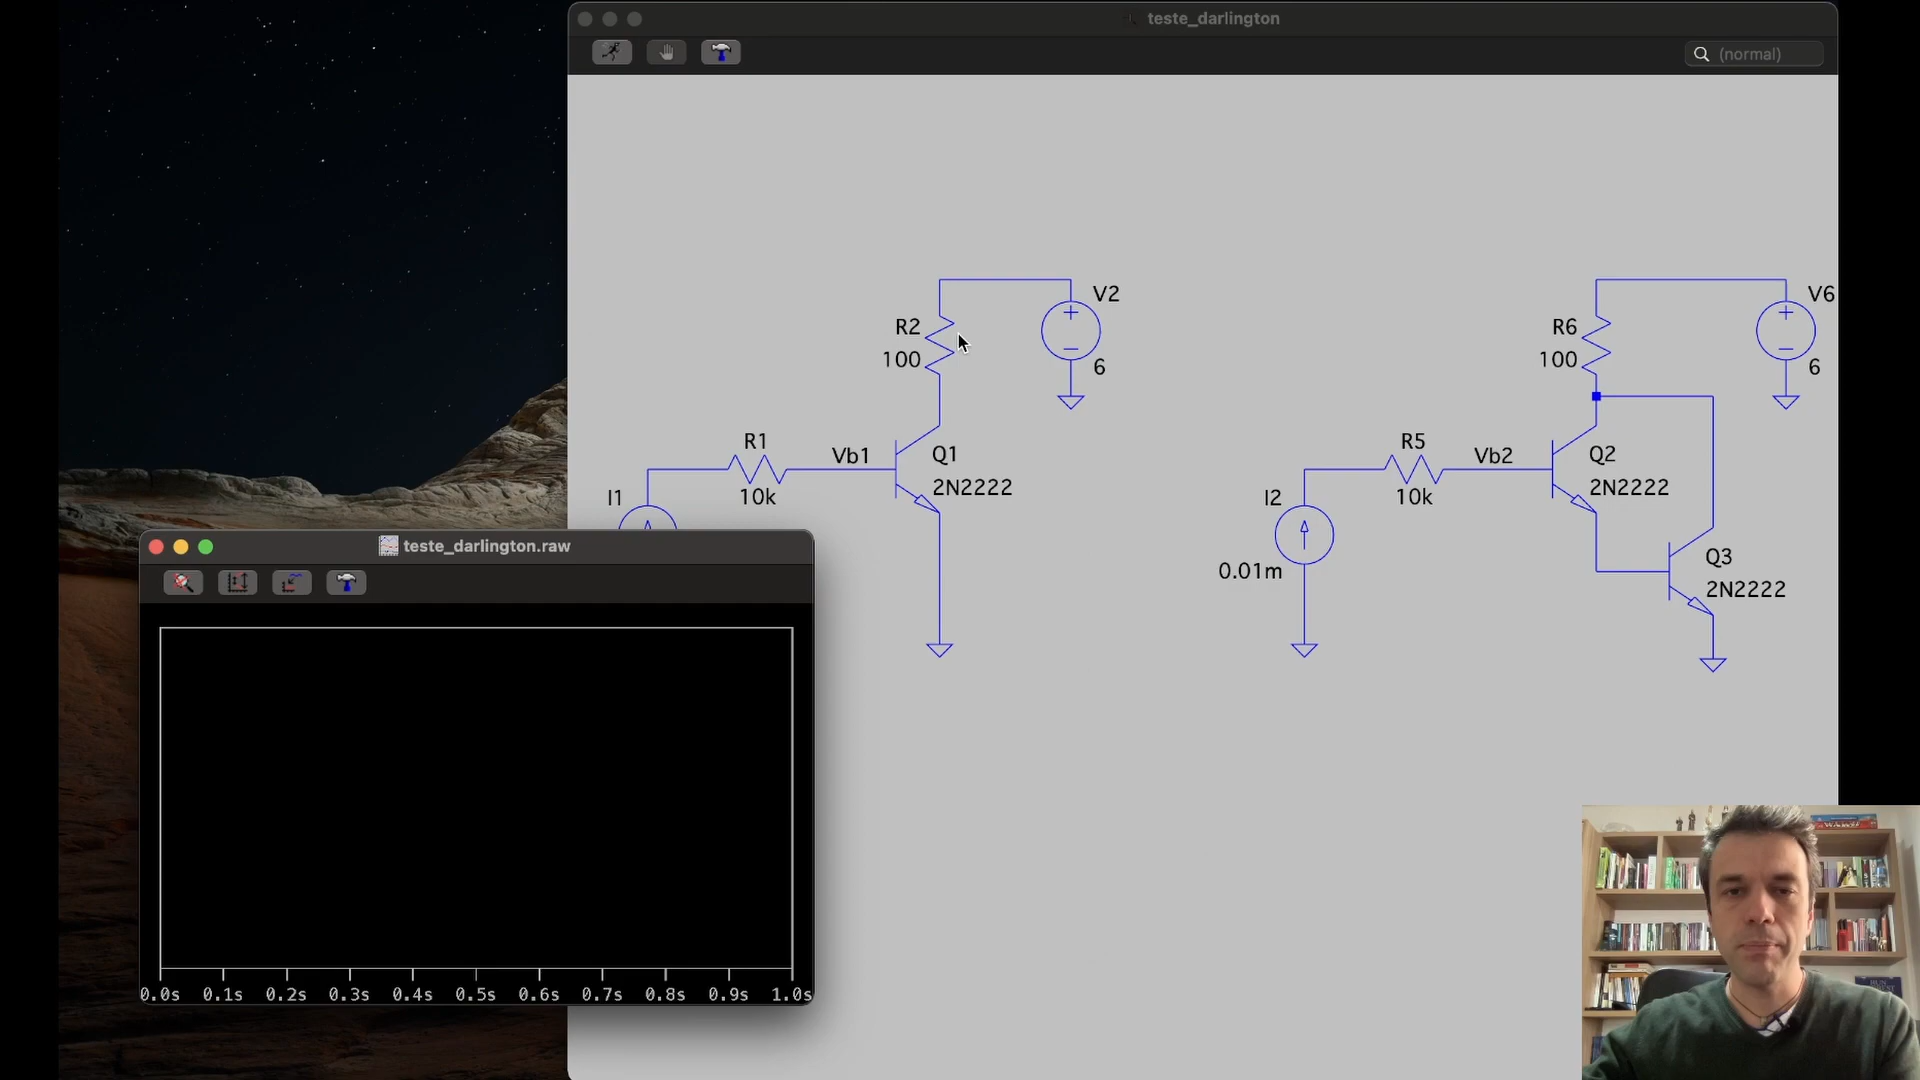 teste_darlington
(normal)
V2
V6
R2
R6
100
100
6
6
R1
Vb1
Q1
R5
Vb2
Q2
2N2222
2N2222
I1
10k
I2
10k
0.01m
Q3
2N2222
teste_darlington.raw
0.0s 0.1s 0.2s 0.3s 0.4s 0.5s 0.6s 0.7s 0.8s 0.9s 1.0s